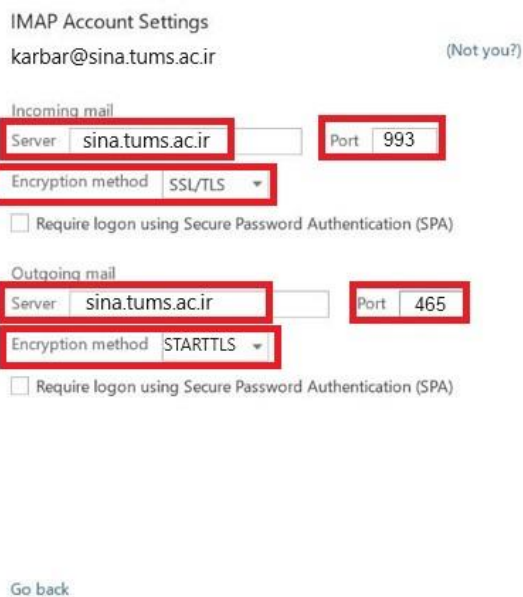 IMAP Account Settings
karbar@sina.tums.ac.ir (Not you?)
Incoming mail
Server sina.tums.ac.ir Port 993
Encryption method SSL/TLS
Require logon using Secure Password Authentication (SPA)
Outgoing mail
Server sina.tums.ac.ir Port 465
Encryption method STARTTLS
Require logon using Secure Password Authentication (SPA)
Go back